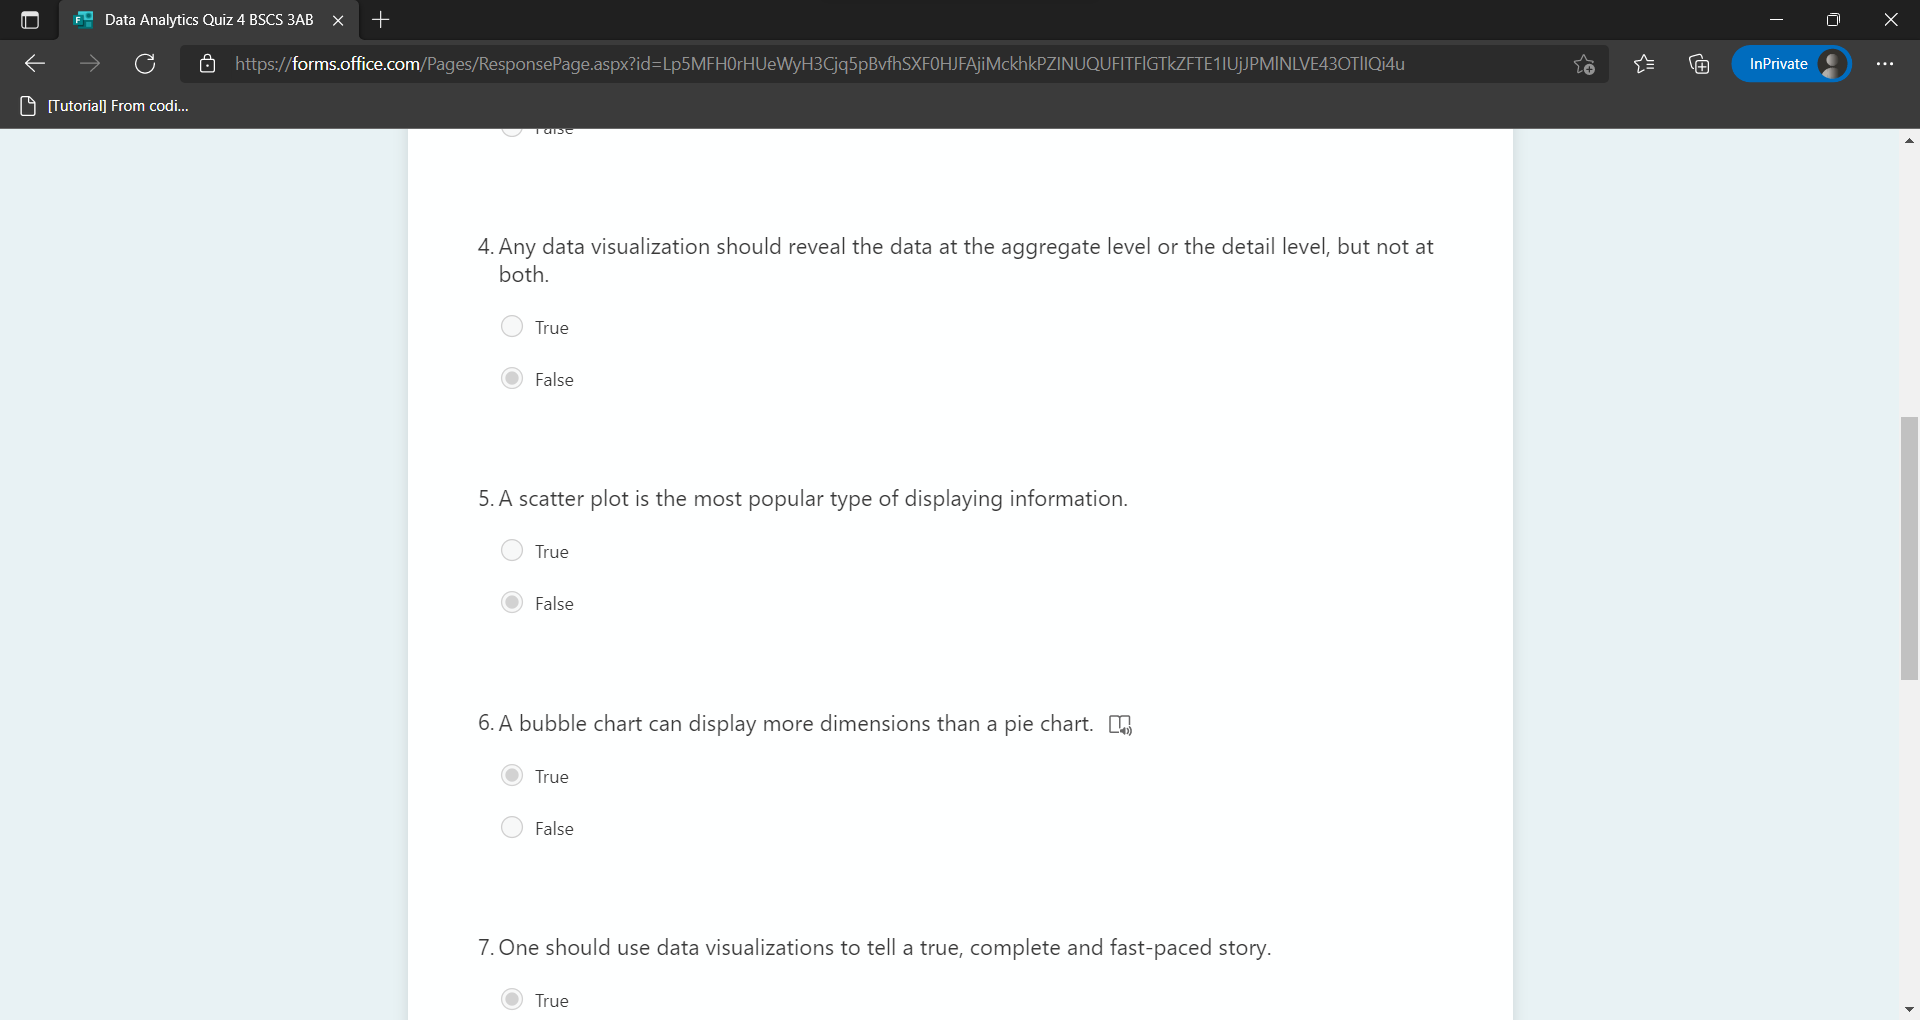 Data Analytics Quiz 4 BSCS 3AB
https://forms.office.com/Pages/ResponsePage.aspx?id=Lp5MFH0rHUeWyH3Cjq5pBvfhSXF0HJFAjiMckhkPZINUQUFITFlGTkZFTE1IUjJPMlNLVE43OTlIQi4u
InPrivate
[Tutorial] From codi...
False
4. Any data visualization should reveal the data at the aggregate level or the detail level, but not at
both.
True
False
5. A scatter plot is the most popular type of displaying information.
True
False
6. A bubble chart can display more dimensions than a pie chart.
True
False
7. One should use data visualizations to tell a true, complete and fast-paced story.
True